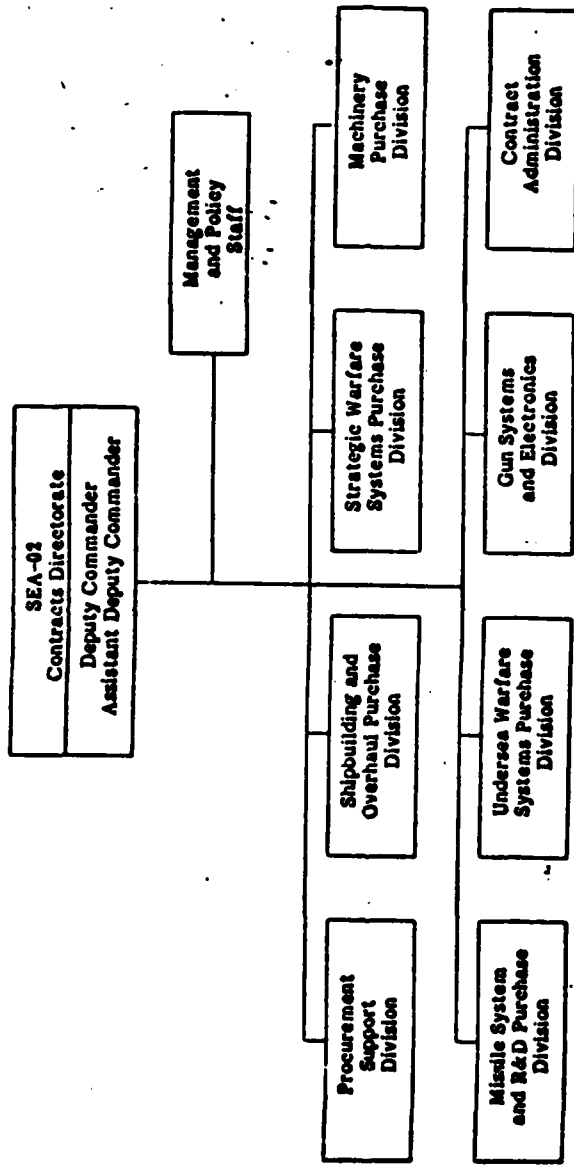 SEA-02
Contracts Directorate
Deputy Commander
Assistant Deputy Commander
Management
and Policy
Staff
Procurement
Support
Division
Shipbuilding and
Overhaul Purchase
Division
Strategic Warfare
Systems Purchase
Division
Machinery
Purchase
Division
Missile System
and R&D Purchase
Division
Undersea Warfare
Systems Purchase
Division
Gun Systems
and Electronics
Division
Contract
Administration
Division